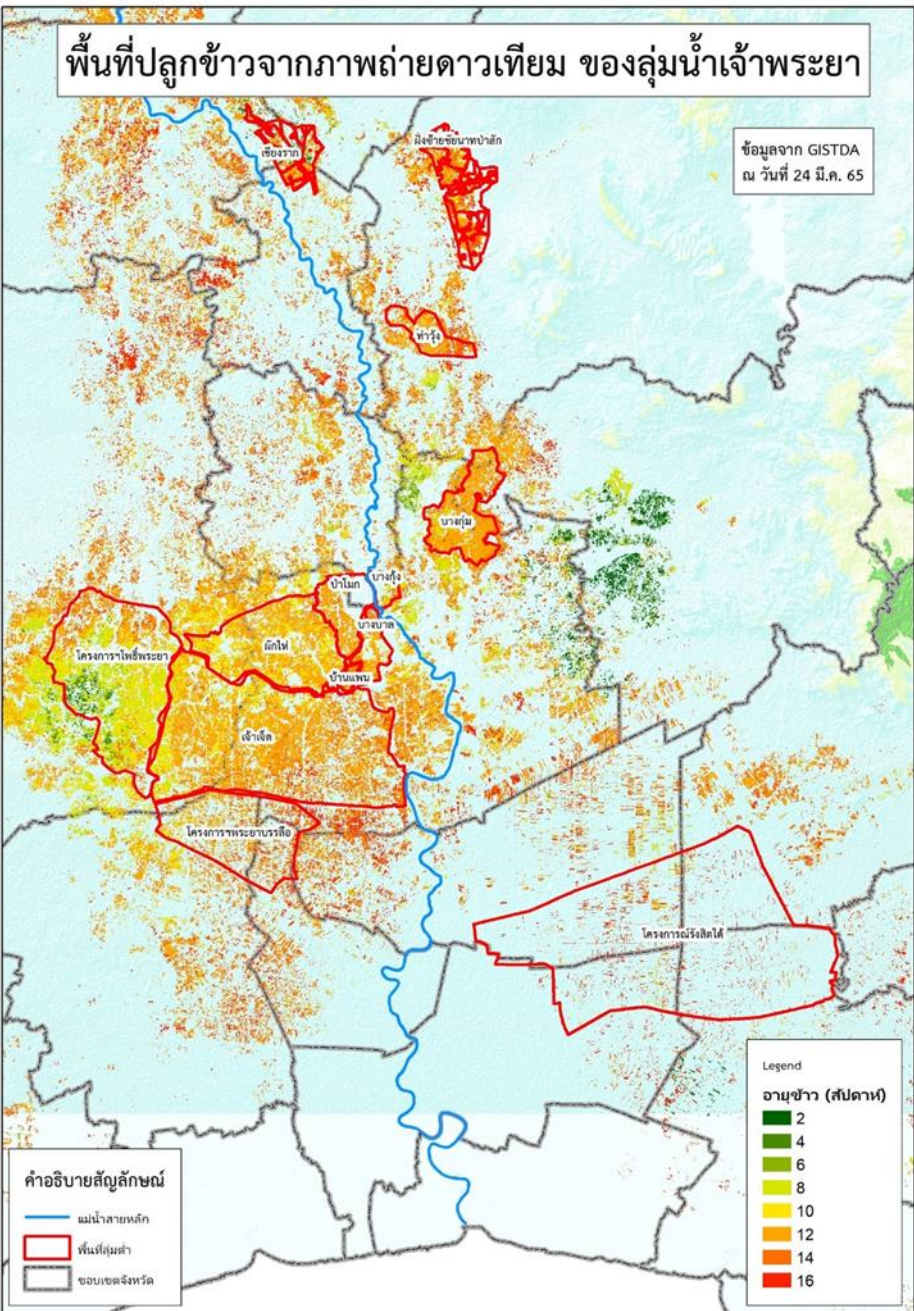 พื้นที่ปลูกข้าวจากภาพถ่ายดาวเทียม ของลุ่มน้ำเจ้าพระยา
ข้อมูลจาก GISTDA
ณ วันที่ 24 มี.ค. 65
เชียงราก
ฝั่งซ้ายชัยนาทป่าสัก
ท่าวุ้ง
บางกุ่ม
ป่าโมก
บางกุ้ง
บางบาล
ผักไห่
โครงการฯโพธิ์พระยา
บ้านแพน
เจ้าเจ็ด
โครงการฯพระยาบรรลือ
โครงการณ์รังสิตใต้
Legend
อายุข้าว (สัปดาห์)
2
4
6
8
10
12
14
16
คำอธิบายสัญลักษณ์
แม่น้ำสายหลัก
พื้นที่ลุ่มต่ำ
ขอบเขตจังหวัด